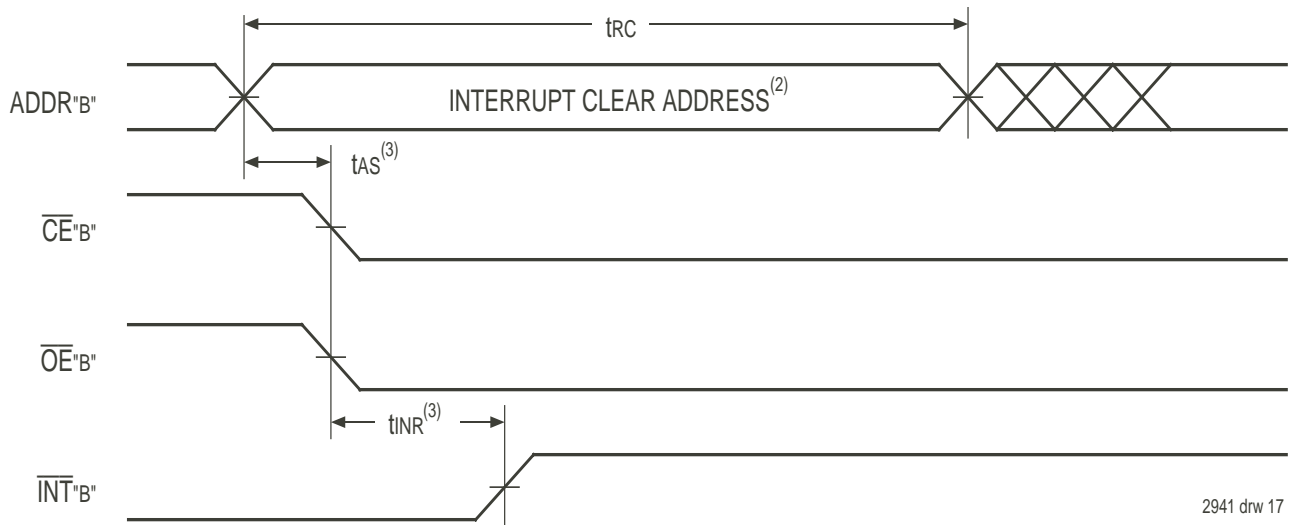 tRC
ADDR"B"
INTERRUPT CLEAR ADDRESS(2)
tAS(3)
CE"B"
OE"B"
tINR(3)
INT"B"
2941 drw 17